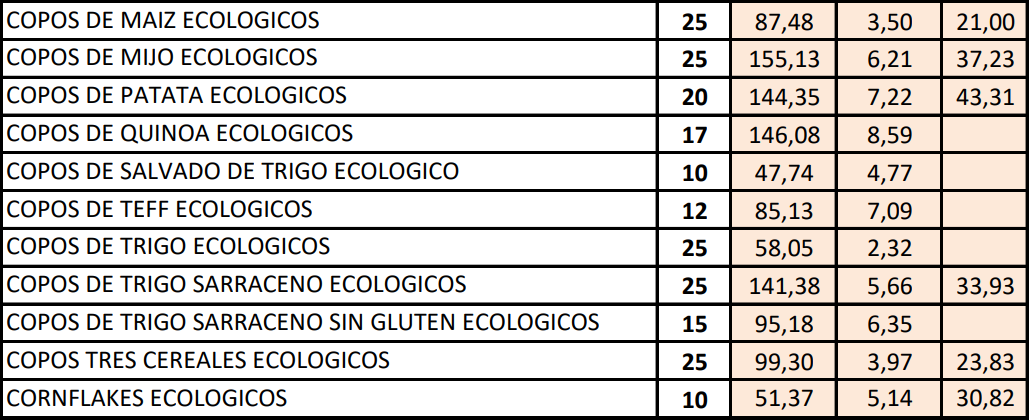 COPOS DE MAIZ ECOLOGICOS 25 87,48 3,50 21,00
COPOS DE MIJO ECOLOGICOS 25 155,13 6,21 37,23
COPOS DE PATATA ECOLOGICOS 20 144,35 7,22 43,31
COPOS DE QUINOA ECOLOGICOS 17 146,08 8,59
COPOS DE SALVADO DE TRIGO ECOLOGICO 10 47,74 4,77
COPOS DE TEFF ECOLOGICOS 12 85,13 7,09
COPOS DE TRIGO ECOLOGICOS 25 58,05 2,32
COPOS DE TRIGO SARRACENO ECOLOGICOS 25 141,38 5,66 33,93
COPOS DE TRIGO SARRACENO SIN GLUTEN ECOLOGICOS 15 95,18 6,35
COPOS TRES CEREALES ECOLOGICOS 25 99,30 3,97 23,83
CORNFLAKES ECOLOGICOS 10 51,37 5,14 30,82